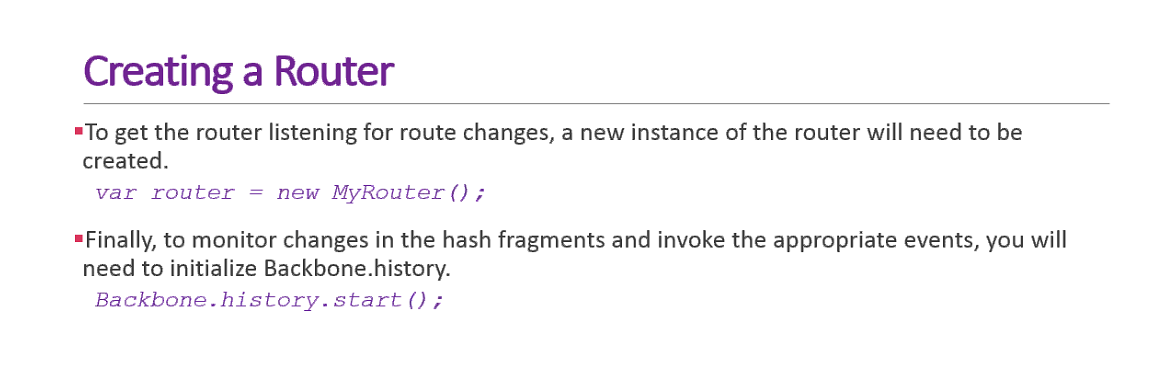 Creating a Router
▪To get the router listening for route changes, a new instance of the router will need to be
created.
var router = new MyRouter();
▪Finally, to monitor changes in the hash fragments and invoke the appropriate events, you will
need to initialize Backbone.history.
Backbone.history.start();